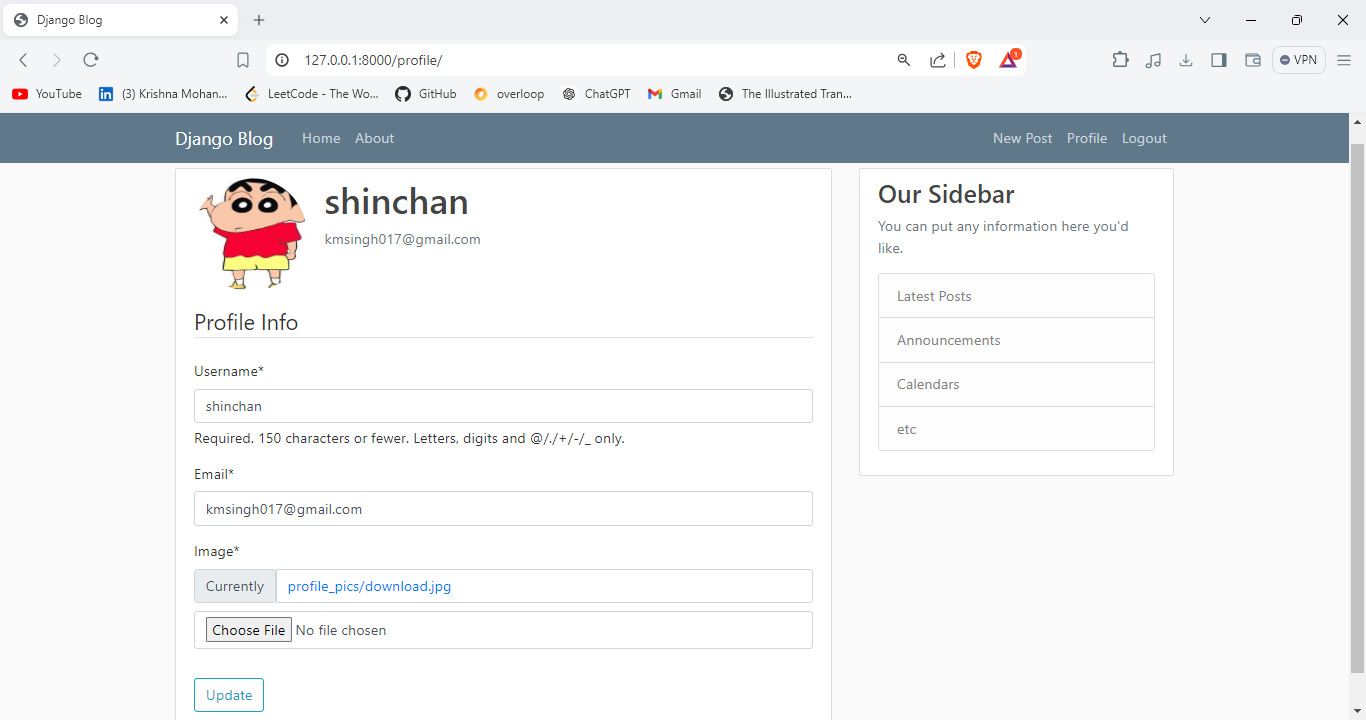 Django Blog
127.0.0.1:8000/profile/
1
VPN
YouTube
(3) Krishna Mohan...
LeetCode - The Wo...
GitHub
overloop
ChatGPT
Gmail
The Illustrated Tran...
Django Blog Home About New Post Profile Logout
shinchan
kmsingh017@gmail.com
Profile Info
Username*
shinchan
Required. 150 characters or fewer. Letters, digits and @/./+/-/_ only.
Email*
kmsingh017@gmail.com
Image*
Currently profile_pics/download.jpg
Choose File No file chosen
Update
Our Sidebar
You can put any information here you'd
like.
Latest Posts
Announcements
Calendars
etc